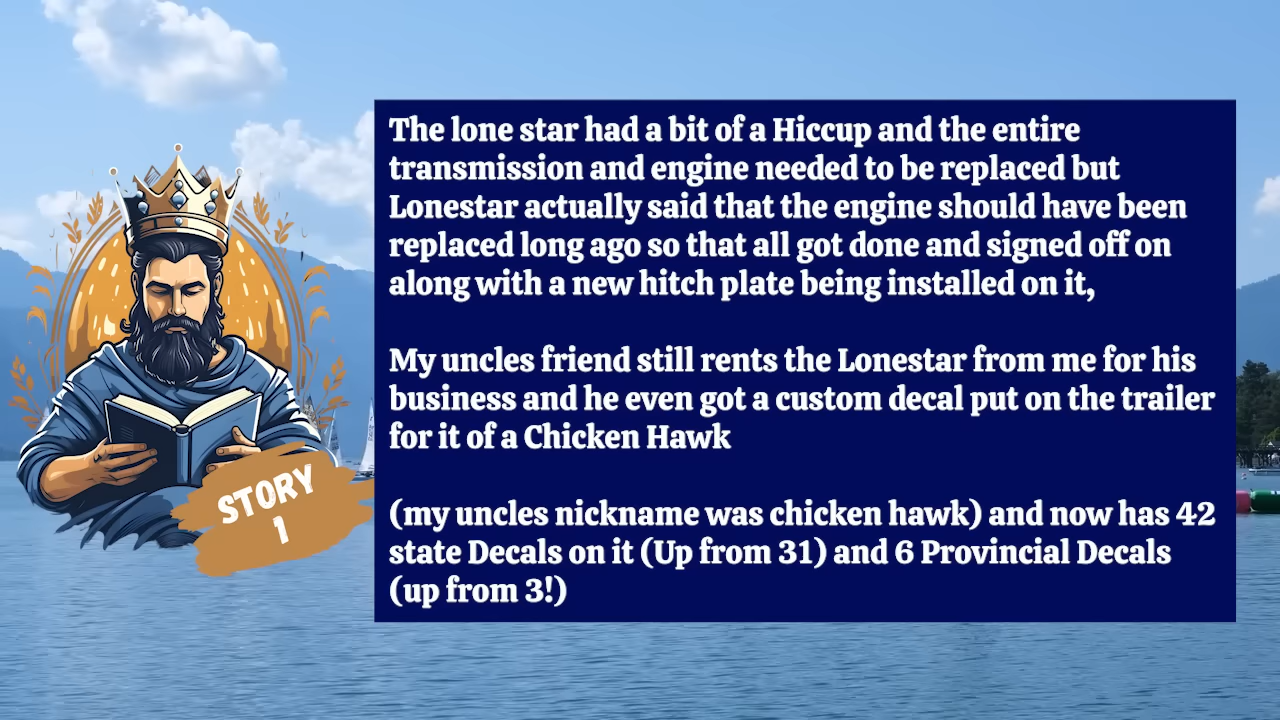 The lone star had a bit of a Hiccup and the entire
transmission and engine needed to be replaced but
Lonestar actually said that the engine should have been
replaced long ago so that all got done and signed off on
along with a new hitch plate being installed on it,
My uncles friend still rents the Lonestar from me for his
business and he even got a custom decal put on the trailer
for it of a Chicken Hawk
(my uncles nickname was chicken hawk) and now has 42
state Decals on it (Up from 31) and 6 Provincial Decals
(up from 3!)
STORY
1